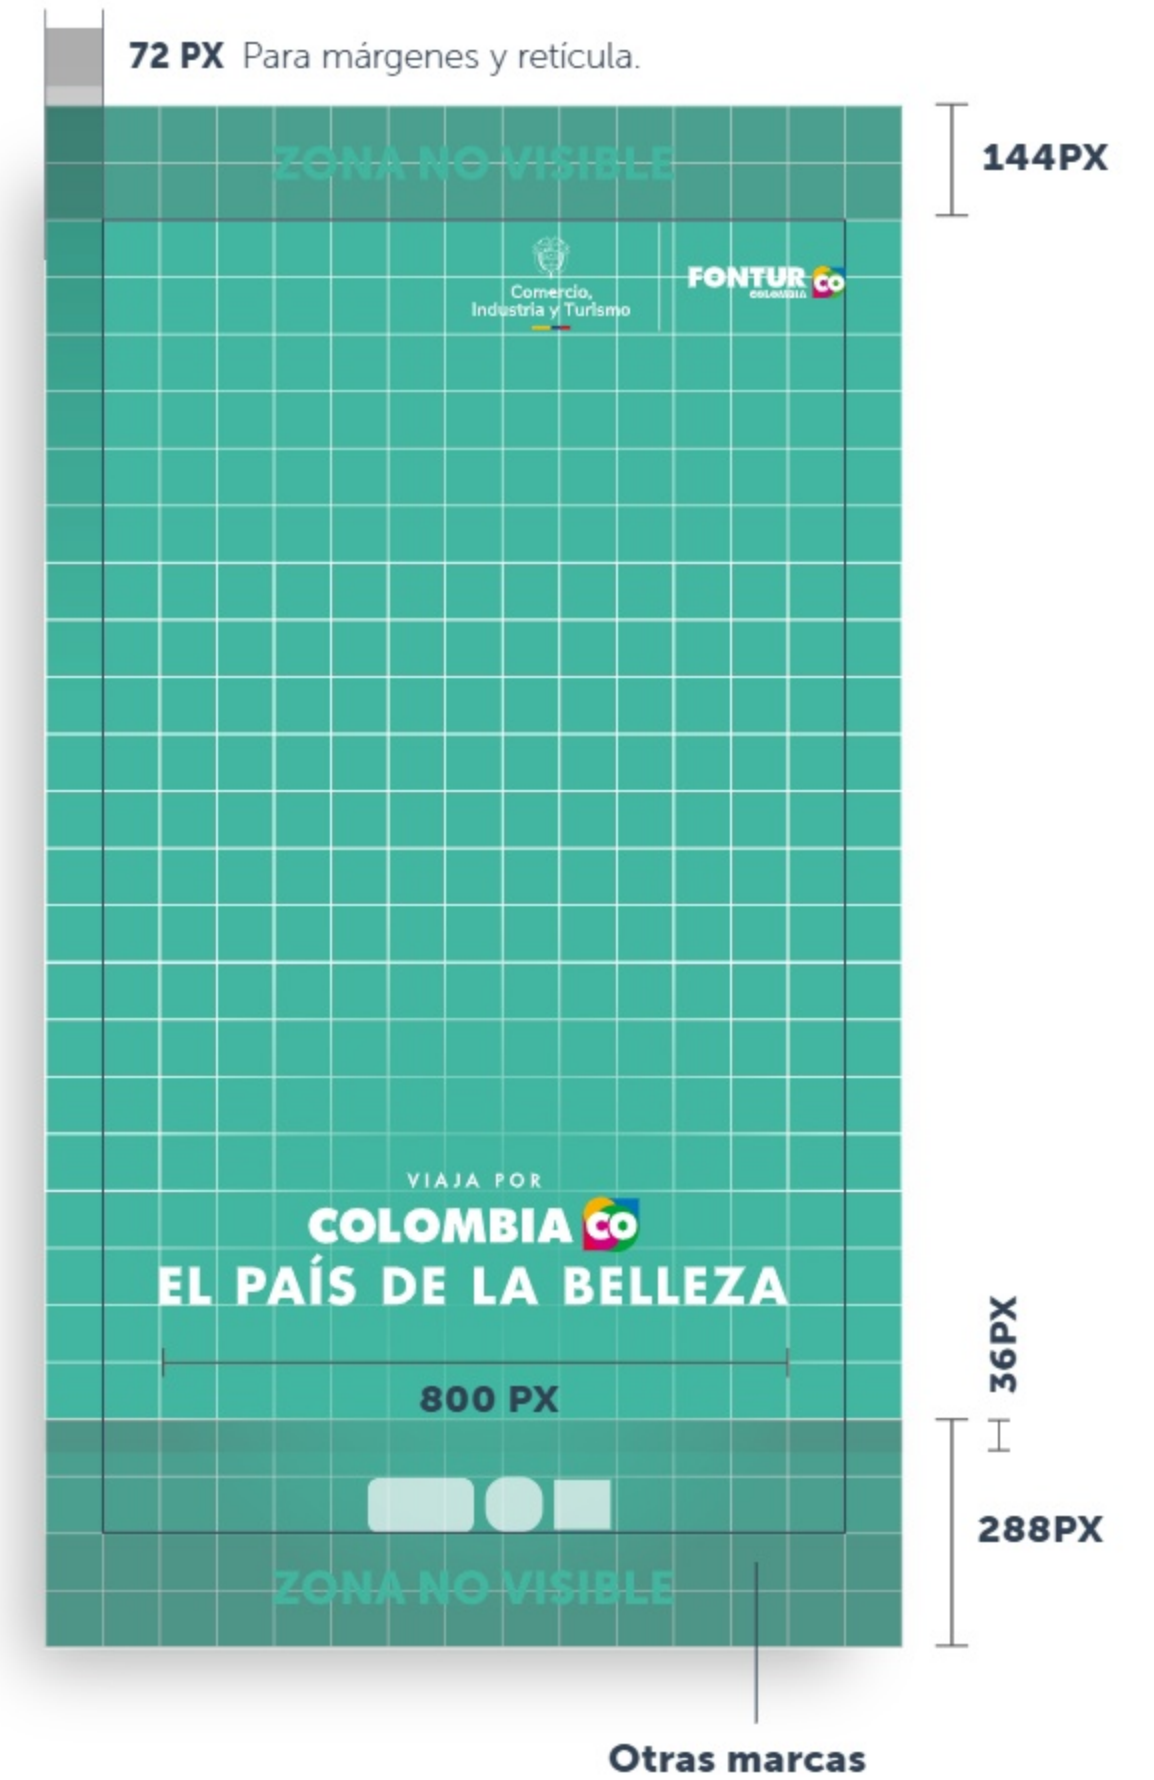 72 PX Para márgenes y retícula.
ZONA NO VISIBLE
144PX
Comercio,
Industria y Turismo
FONTUR CO
COLOMBIA
VIAJA POR
COLOMBIA CO
EL PAÍS DE LA BELLEZA
800 PX
36PX
288PX
ZONA NO VISIBLE
Otras marcas